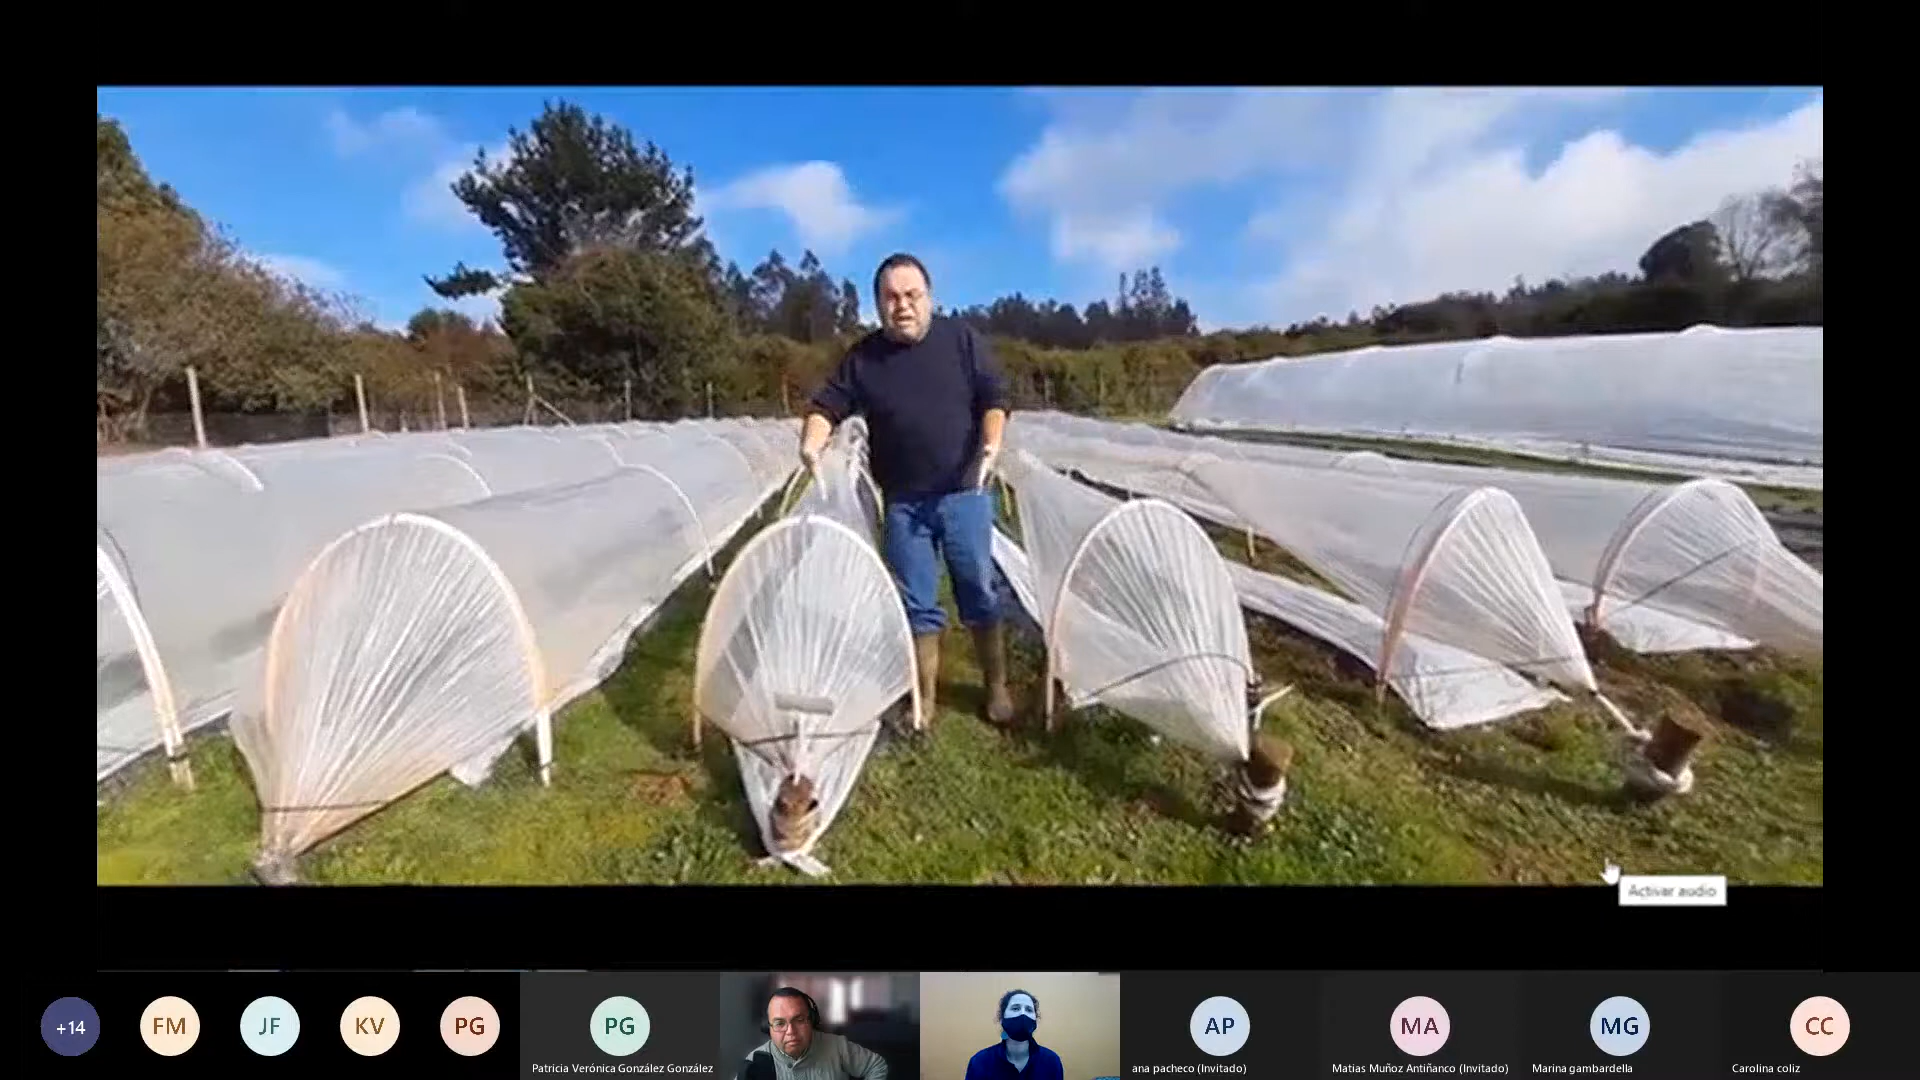 Activar audio
+14
FM
JF
KV
PG
PG
Patricia Verónica González González
AP
ana pacheco (Invitado)
MA
Matias Muñoz Antiñanco (Invitado)
MG
Marina gambardella
CC
Carolina coliz